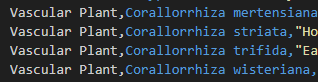 Vascular Plant,Corallorrhiza mertensiana
Vascular Plant,Corallorrhiza striata,"Ho
Vascular Plant,Corallorrhiza trifida,"Ea
Vascular Plant,Corallorrhiza wisteriana,